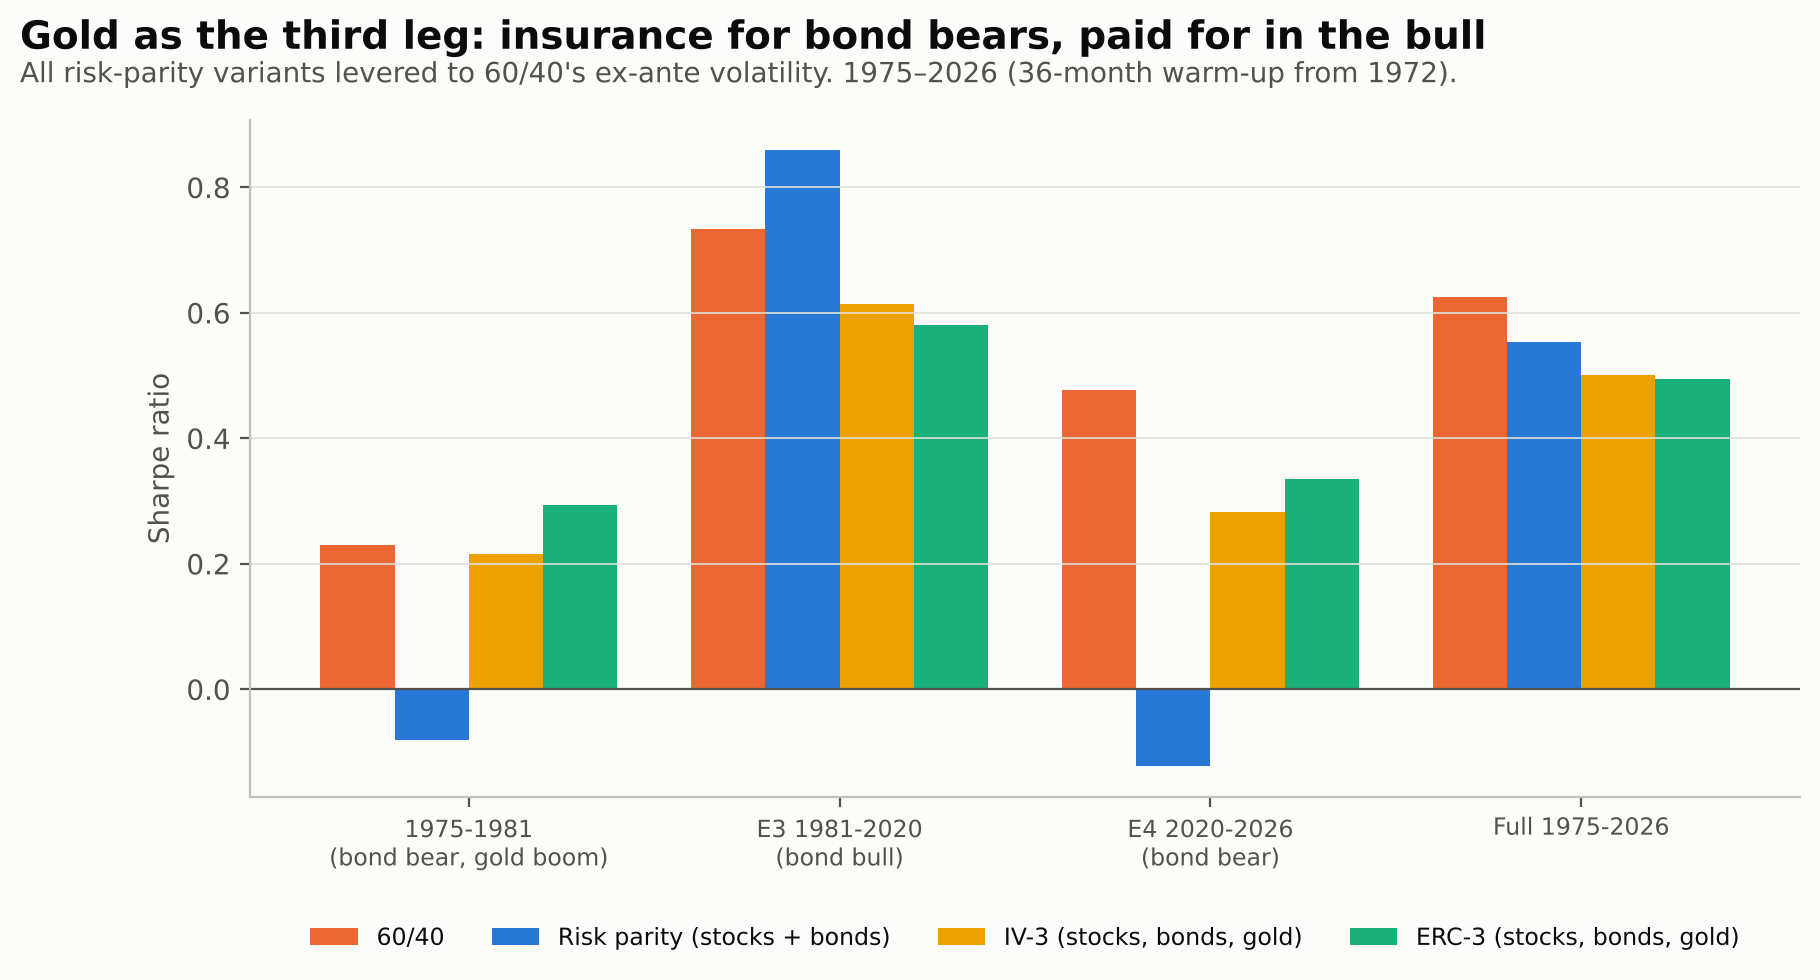 Gold as the third leg: insurance for bond bears, paid for in the bull
All risk-parity variants levered to 60/40's ex-ante volatility. 1975–2026 (36-month warm-up from 1972).
Sharpe ratio
0.8
0.6
0.4
0.2
0.0
1975-1981
(bond bear, gold boom)
E3 1981-2020
(bond bull)
E4 2020-2026
(bond bear)
Full 1975-2026
60/40
Risk parity (stocks + bonds)
IV-3 (stocks, bonds, gold)
ERC-3 (stocks, bonds, gold)